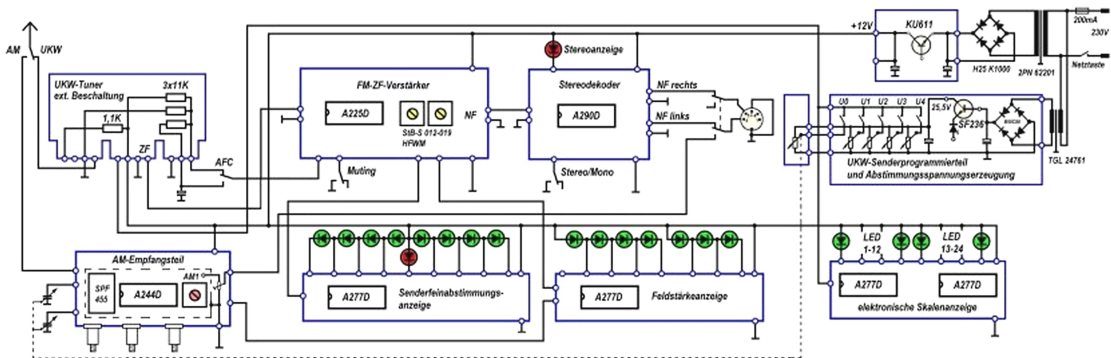 AM
UKW
UKW-Tuner
ext. Beschaltung
3x11K
1,1K
ZF
AFC
FM-ZF-Verstärker
A225D
StB-S 012-019
HFWM
NF
Muting
Stereoanzeige
Stereodekoder
A290D
NF rechts
NF links
Stereo/Mono
+12V
KU611
H25 K1000
2PN 62201
200mA
230V
Netztaste
U0 U1 U2 U3 U4
25,5V
SF236
TGL 24761
UKW-Senderprogrammierteil
und Abstimmungsspannungserzeugung
AM-Empfangsteil
SPF
455
A244D
AM1
A277D
Senderfeinabstimmungs-
anzeige
A277D
Feldstärkeanzeige
LED
1-12
LED
13-24
A277D
A277D
elektronische Skalenanzeige